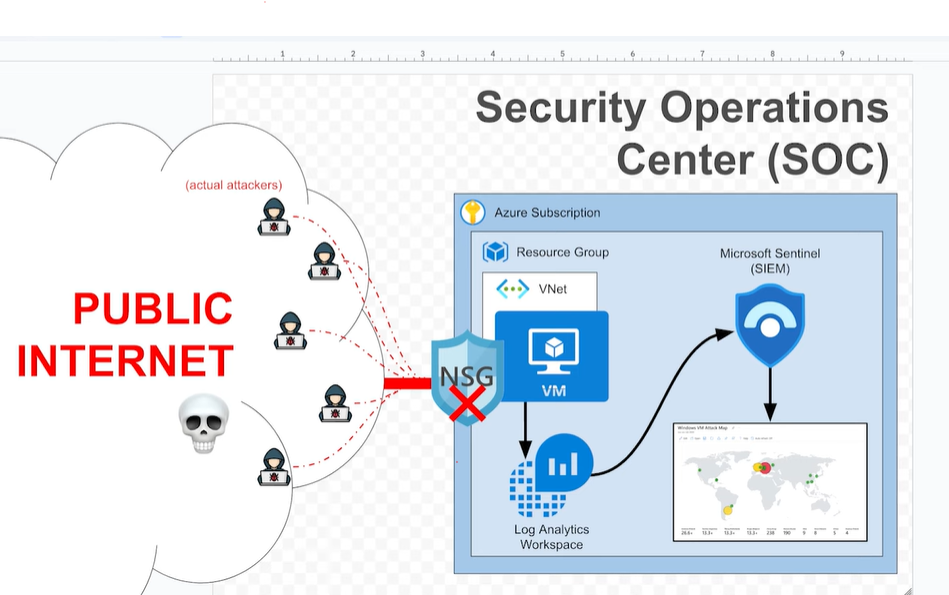 1 2 3 4 5 6 7 8 9
Security Operations
Center (SOC)
(actual attackers)
PUBLIC
INTERNET
Azure Subscription
Resource Group
VNet
VM
NSG
Microsoft Sentinel
(SIEM)
Log Analytics
Workspace
Windows VM Attack Map